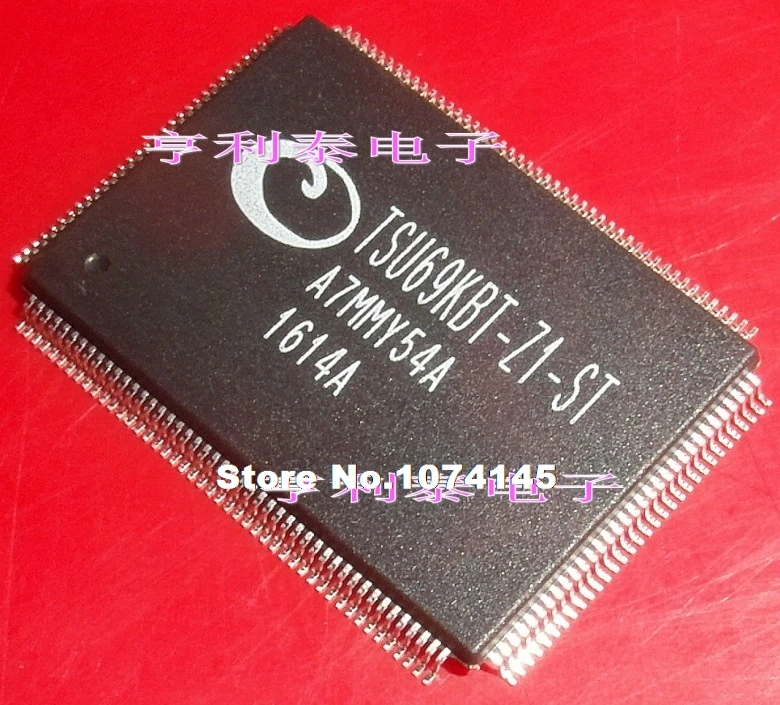 亨利泰电子
TSU69KBT-Z1-ST
A7MMY54A
1614A
Store No.1074145
亨利泰电子